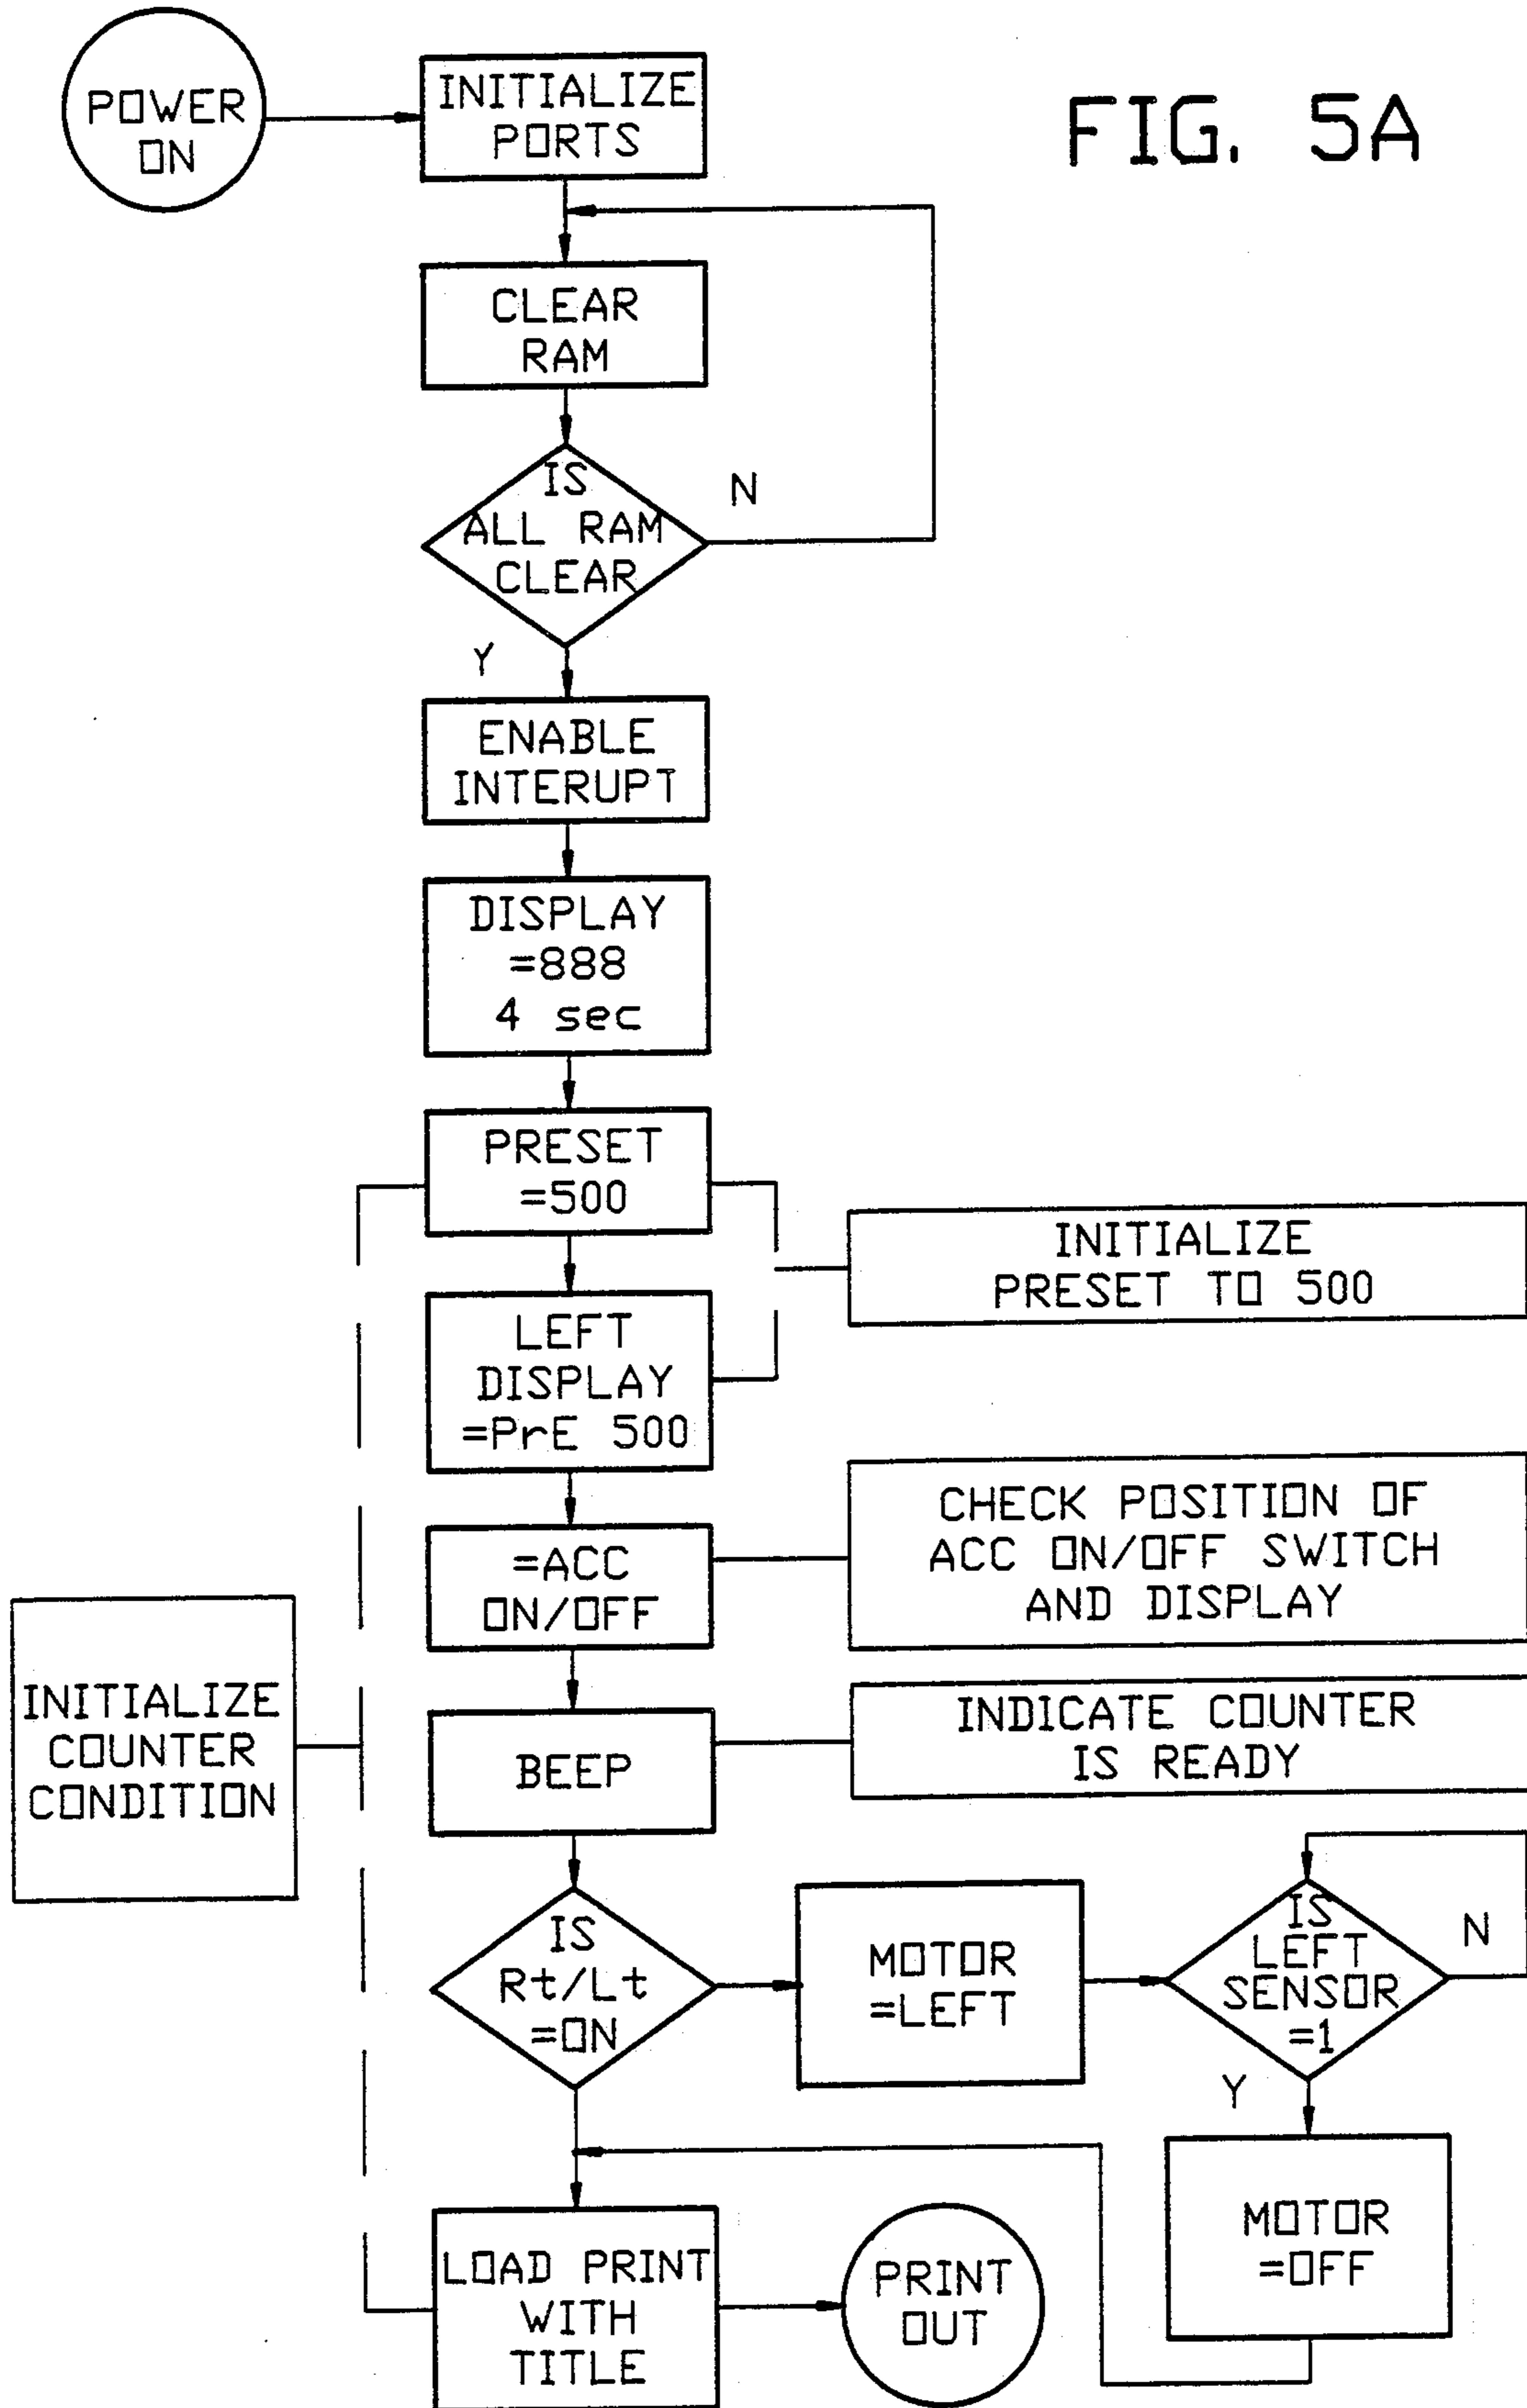 POWER
ON
INITIALIZE
PORTS
FIG. 5A
CLEAR
RAM
IS
ALL RAM
CLEAR
N
Y
ENABLE
INTERUPT
DISPLAY
=888
4 sec
PRESET
=500
INITIALIZE
PRESET TO 500
LEFT
DISPLAY
=PrE 500
=ACC
ON/OFF
CHECK POSITION OF
ACC ON/OFF SWITCH
AND DISPLAY
INITIALIZE
COUNTER
CONDITION
BEEP
INDICATE COUNTER
IS READY
IS
Rt/Lt
=ON
MOTOR
=LEFT
IS
LEFT
SENSOR
=1
N
Y
MOTOR
=OFF
LOAD PRINT
WITH
TITLE
PRINT
OUT